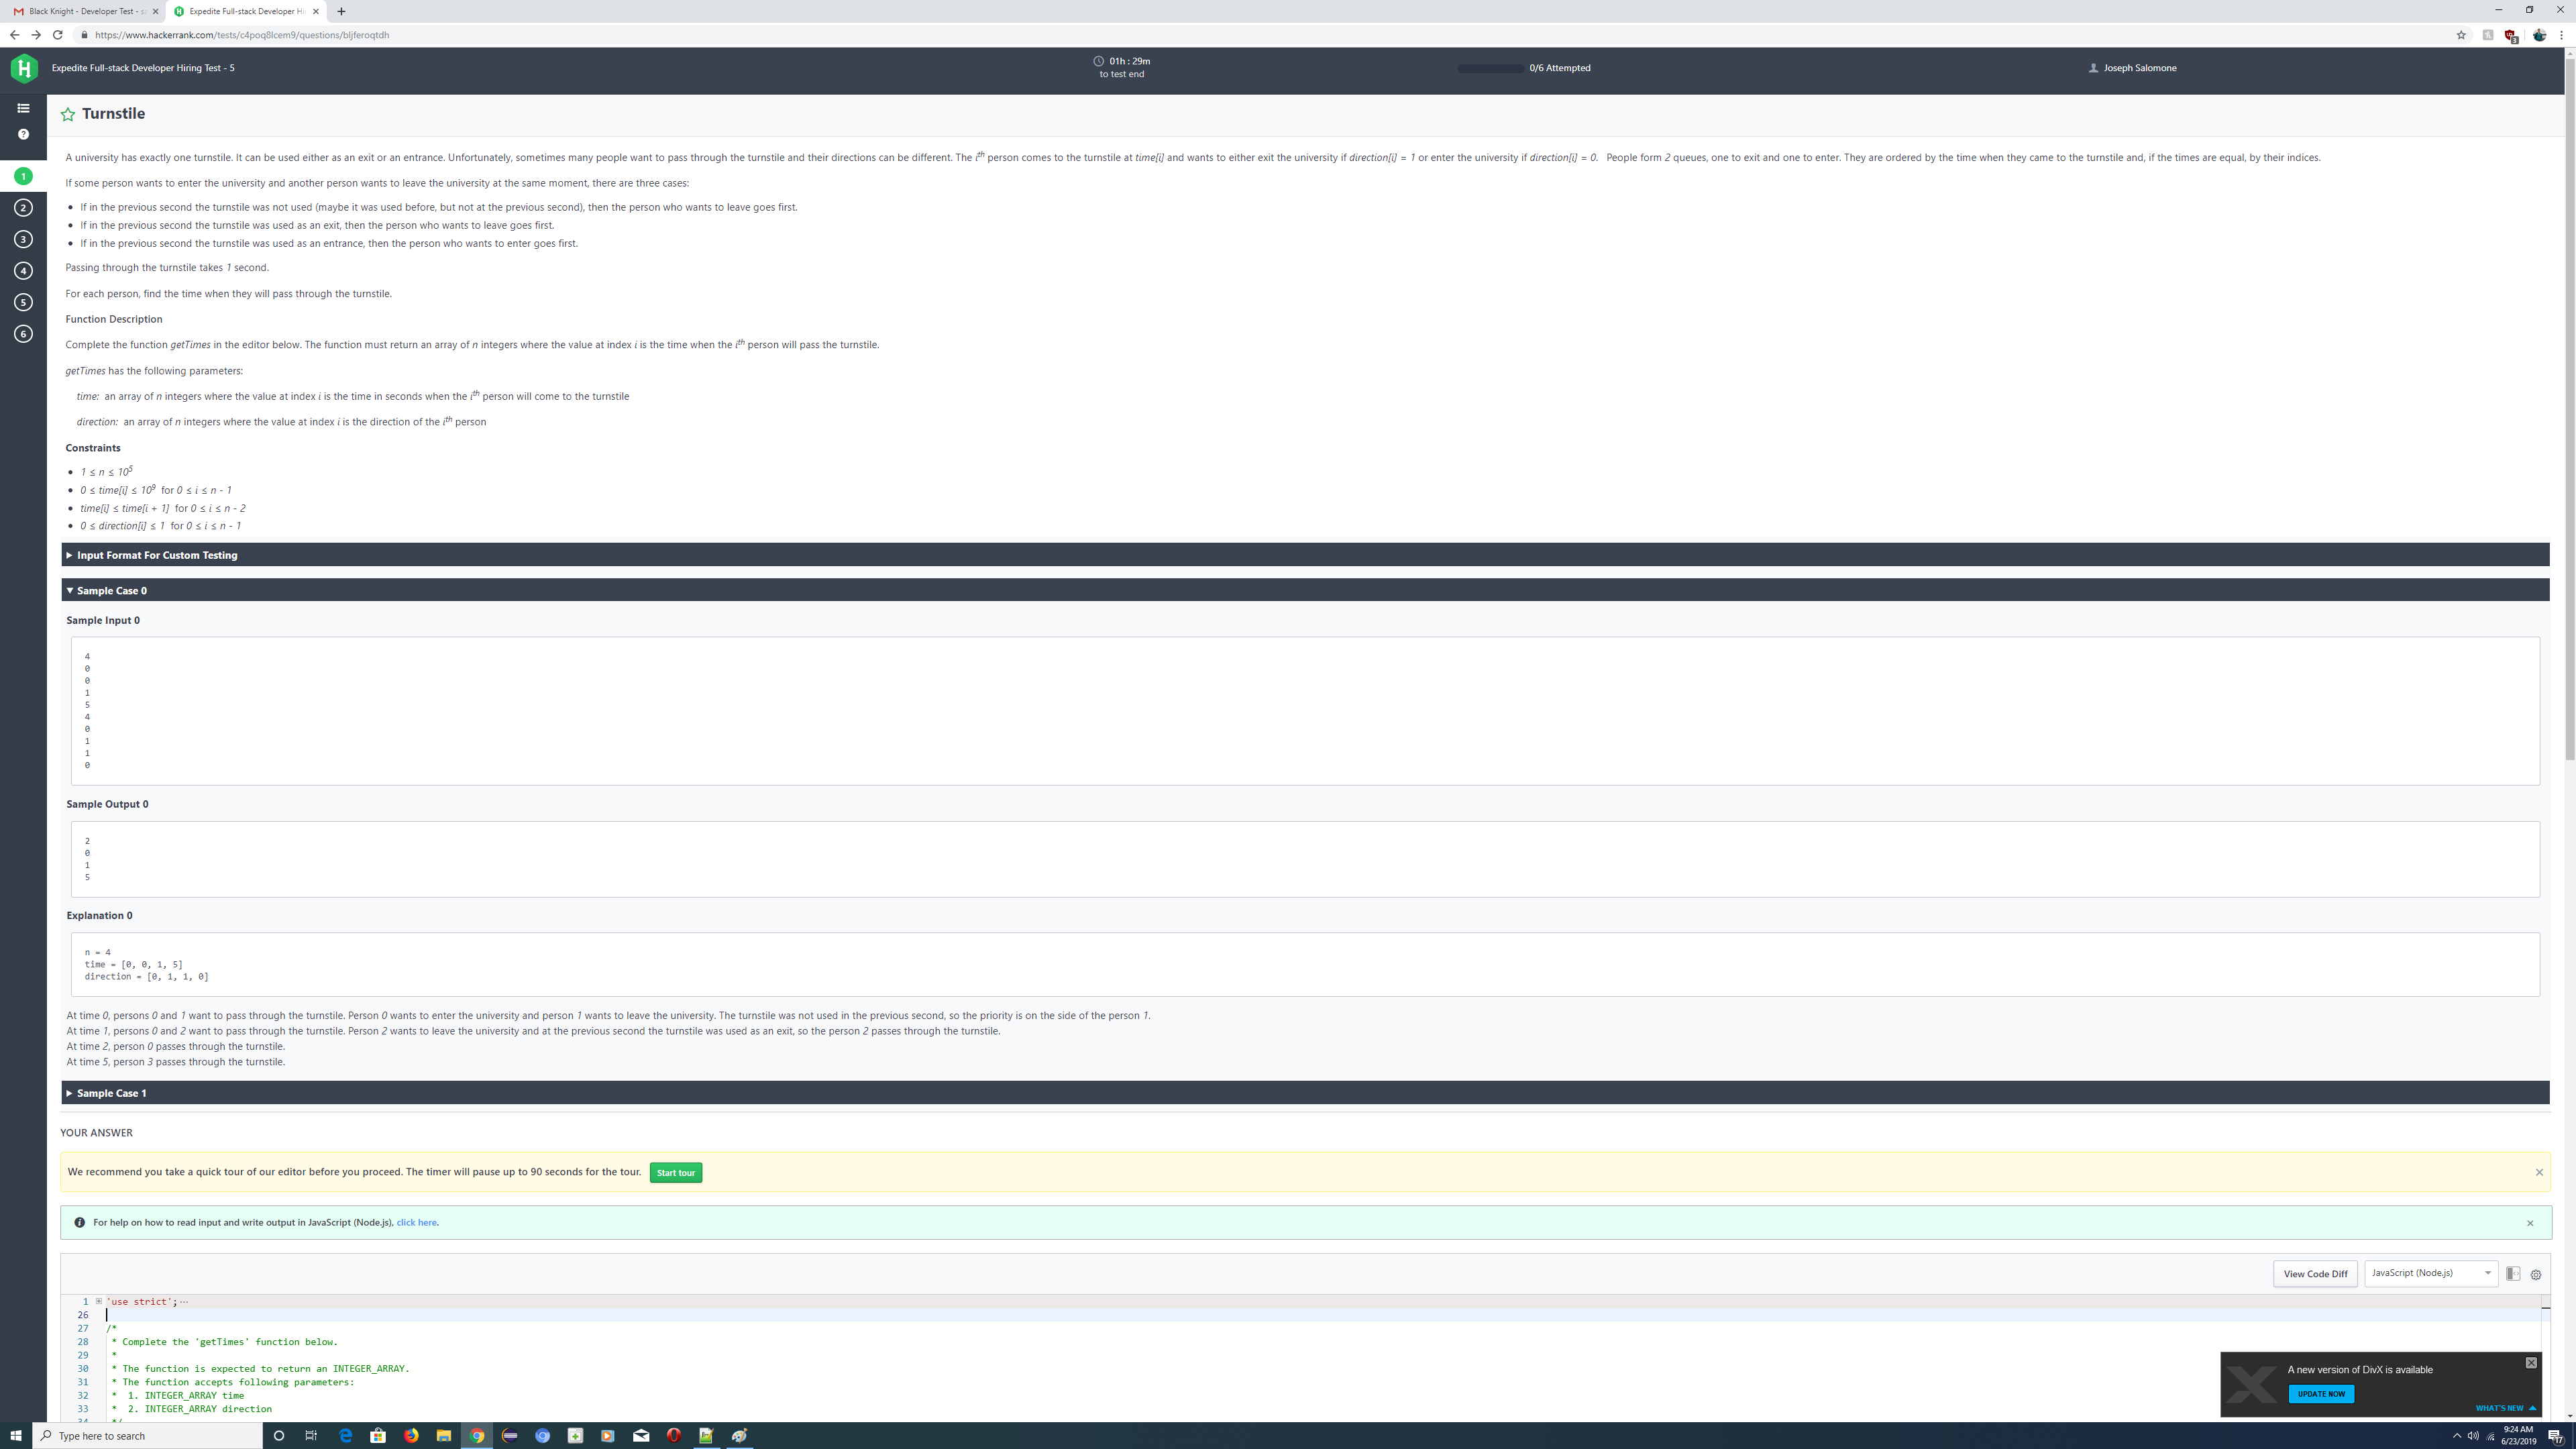 Black Knight - Developer Test - s
Expedite Full-stack Developer Hi
https://www.hackerrank.com/tests/c4poq8lcem9/questions/bljferoqtdh
Expedite Full-stack Developer Hiring Test - 5
01h : 29m
to test end
0/6 Attempted
Joseph Salomone
Turnstile
1
2
3
4
5
6
A university has exactly one turnstile. It can be used either as an exit or an entrance. Unfortunately, sometimes many people want to pass through the turnstile and their directions can be different. The ith person comes to the turnstile at time[i] and wants to either exit the university if direction[i] = 1 or enter the university if direction[i] = 0. People form 2 queues, one to exit and one to enter. They are ordered by the time when they came to the turnstile and, if the times are equal, by their indices.
If some person wants to enter the university and another person wants to leave the university at the same moment, there are three cases:
• If in the previous second the turnstile was not used (maybe it was used before, but not at the previous second), then the person who wants to leave goes first.
• If in the previous second the turnstile was used as an exit, then the person who wants to leave goes first.
• If in the previous second the turnstile was used as an entrance, then the person who wants to enter goes first.
Passing through the turnstile takes 1 second.
For each person, find the time when they will pass through the turnstile.
Function Description
Complete the function getTimes in the editor below. The function must return an array of n integers where the value at index i is the time when the ith person will pass the turnstile.
getTimes has the following parameters:
time: an array of n integers where the value at index i is the time in seconds when the ith person will come to the turnstile
direction: an array of n integers where the value at index i is the direction of the ith person
Constraints
• 1 ≤ n ≤ 10^5
• 0 ≤ time[i] ≤ 10^9 for 0 ≤ i ≤ n - 1
• time[i] ≤ time[i + 1] for 0 ≤ i ≤ n - 2
• 0 ≤ direction[i] ≤ 1 for 0 ≤ i ≤ n - 1
Input Format For Custom Testing
Sample Case 0
Sample Input 0
4
0
0
1
5
4
0
1
1
0
Sample Output 0
2
0
1
5
Explanation 0
n = 4
time = [0, 0, 1, 5]
direction = [0, 1, 1, 0]
At time 0, persons 0 and 1 want to pass through the turnstile. Person 0 wants to enter the university and person 1 wants to leave the university. The turnstile was not used in the previous second, so the priority is on the side of the person 1.
At time 1, persons 0 and 2 want to pass through the turnstile. Person 2 wants to leave the university and at the previous second the turnstile was used as an exit, so the person 2 passes through the turnstile.
At time 2, person 0 passes through the turnstile.
At time 5, person 3 passes through the turnstile.
Sample Case 1
YOUR ANSWER
We recommend you take a quick tour of our editor before you proceed. The timer will pause up to 90 seconds for the tour. Start tour
For help on how to read input and write output in JavaScript (Node.js), click here.
View Code Diff
JavaScript (Node.js)
1 'use strict'; ···
26
27 /*
28 * Complete the 'getTimes' function below.
29 *
30 * The function is expected to return an INTEGER_ARRAY.
31 * The function accepts following parameters:
32 * 1. INTEGER_ARRAY time
33 * 2. INTEGER_ARRAY direction
34 */
A new version of DivX is available
UPDATE NOW
WHAT'S NEW
Type here to search
9:24 AM
6/23/2019
17